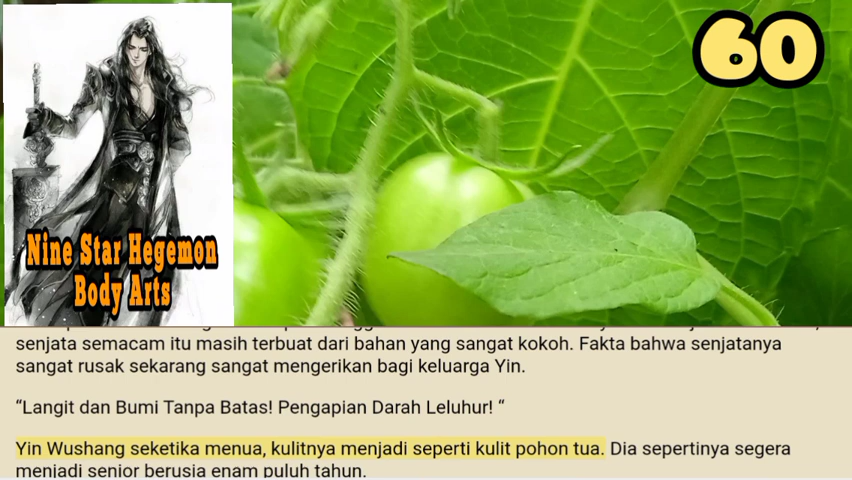 60
Nine Star Hegemon
Body Arts
senjata semacam itu masih terbuat dari bahan yang sangat kokoh. Fakta bahwa senjatanya
sangat rusak sekarang sangat mengerikan bagi keluarga Yin.
“Langit dan Bumi Tanpa Batas! Pengapian Darah Leluhur! “
Yin Wushang seketika menua, kulitnya menjadi seperti kulit pohon tua. Dia sepertinya segera
menjadi senior berusia enam puluh tahun.